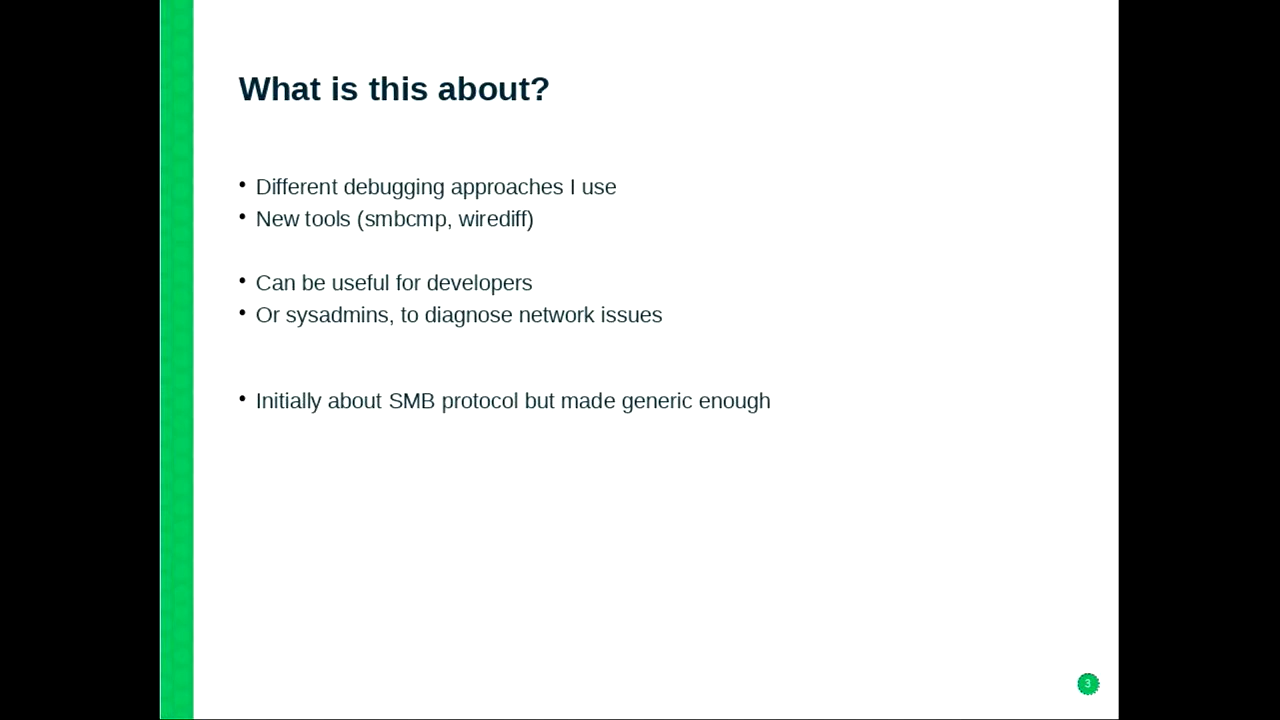 What is this about?
• Different debugging approaches I use
• New tools (smbcmp, wirediff)
• Can be useful for developers
• Or sysadmins, to diagnose network issues
• Initially about SMB protocol but made generic enough
3